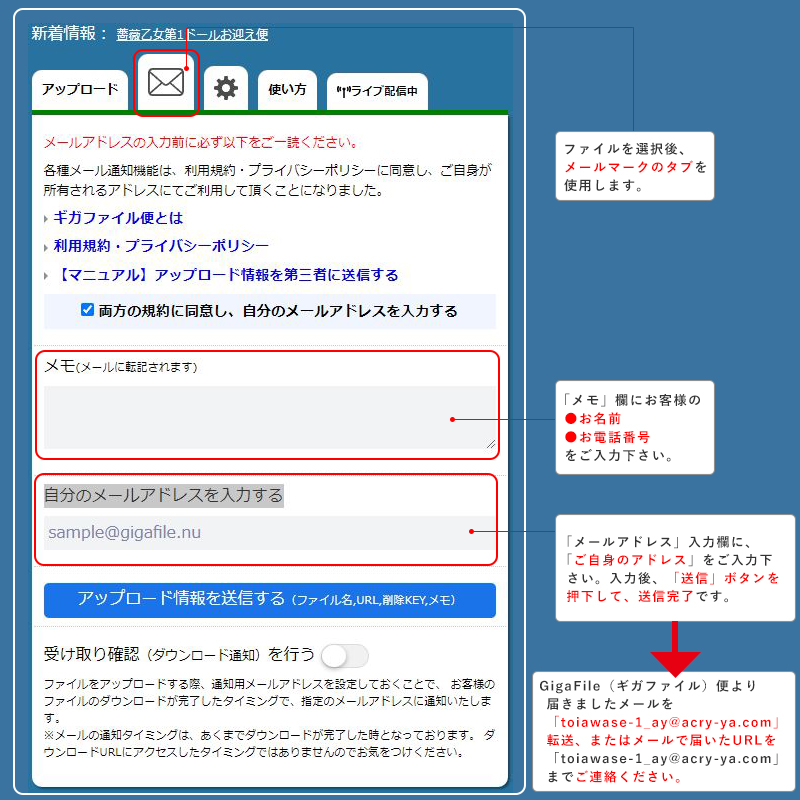 新着情報： 薔薇乙女第1ドールお迎え便
アップロード
使い方
ライブ配信中
メールアドレスの入力前に必ず以下をご一読ください。
各種メール通知機能は、利用規約・プライバシーポリシーに同意し、ご自身が
所有されるアドレスにてご利用して頂くことになりました。
ギガファイル便とは
利用規約・プライバシーポリシー
【マニュアル】アップロード情報を第三者に送信する
両方の規約に同意し、自分のメールアドレスを入力する
メモ(メールに転記されます)
自分のメールアドレスを入力する
sample@gigafile.nu
アップロード情報を送信する（ファイル名,URL,削除KEY,メモ）
受け取り確認（ダウンロード通知）を行う
ファイルをアップロードする際、通知用メールアドレスを設定しておくことで、 お客様の
ファイルのダウンロードが完了したタイミングで、指定のメールアドレスに通知いたしま
す。
※メールの通知タイミングは、あくまでダウンロードが完了した時となっております。 ダ
ウンロードURLにアクセスしたタイミングではありませんのでお気をつけください。
ファイルを選択後、
メールマークのタブを
使用します。
「メモ」欄にお客様の
●お名前
●お電話番号
をご入力下さい。
「メールアドレス」入力欄に、
「ご自身のアドレス」をご入力下
さい。入力後、「送信」ボタンを
押下して、送信完了です。
GigaFile（ギガファイル）便より
届きましたメールを
「toiawase-1_ay@acry-ya.com」
転送、またはメールで届いたURLを
「toiawase-1_ay@acry-ya.com」
までご連絡ください。